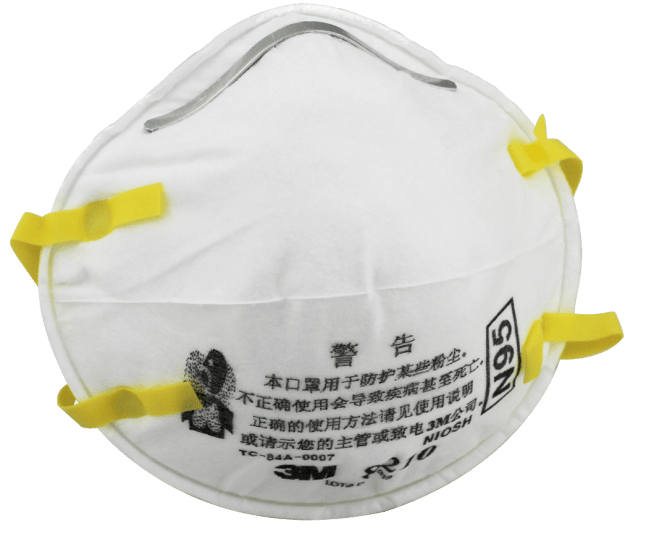 警告
本口罩用于防护某些粉尘。
不正确使用会导致疾病甚至死亡.
正确的使用方法请见使用说明
或请示您的主管或致电3M公司.
N95
NIOSH
TC-84A-0007
3M
8210